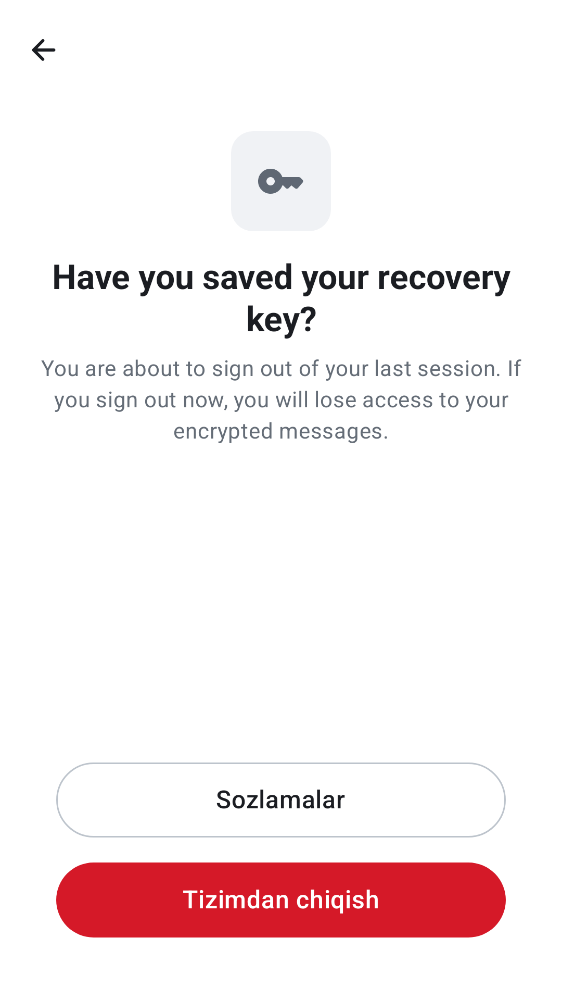 Have you saved your recovery
key?
You are about to sign out of your last session. If
you sign out now, you will lose access to your
encrypted messages.
Sozlamalar
Tizimdan chiqish